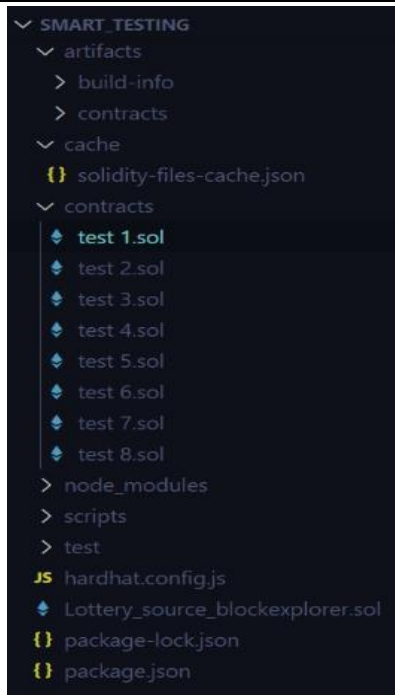 SMART_TESTING
artifacts
build-info
contracts
cache
{} solidity-files-cache.json
contracts
test 1.sol
test 2.sol
test 3.sol
test 4.sol
test 5.sol
test 6.sol
test 7.sol
test 8.sol
node_modules
scripts
test
JS hardhat.config.js
Lottery_source_blockexplorer.sol
{} package-lock.json
{} package.json